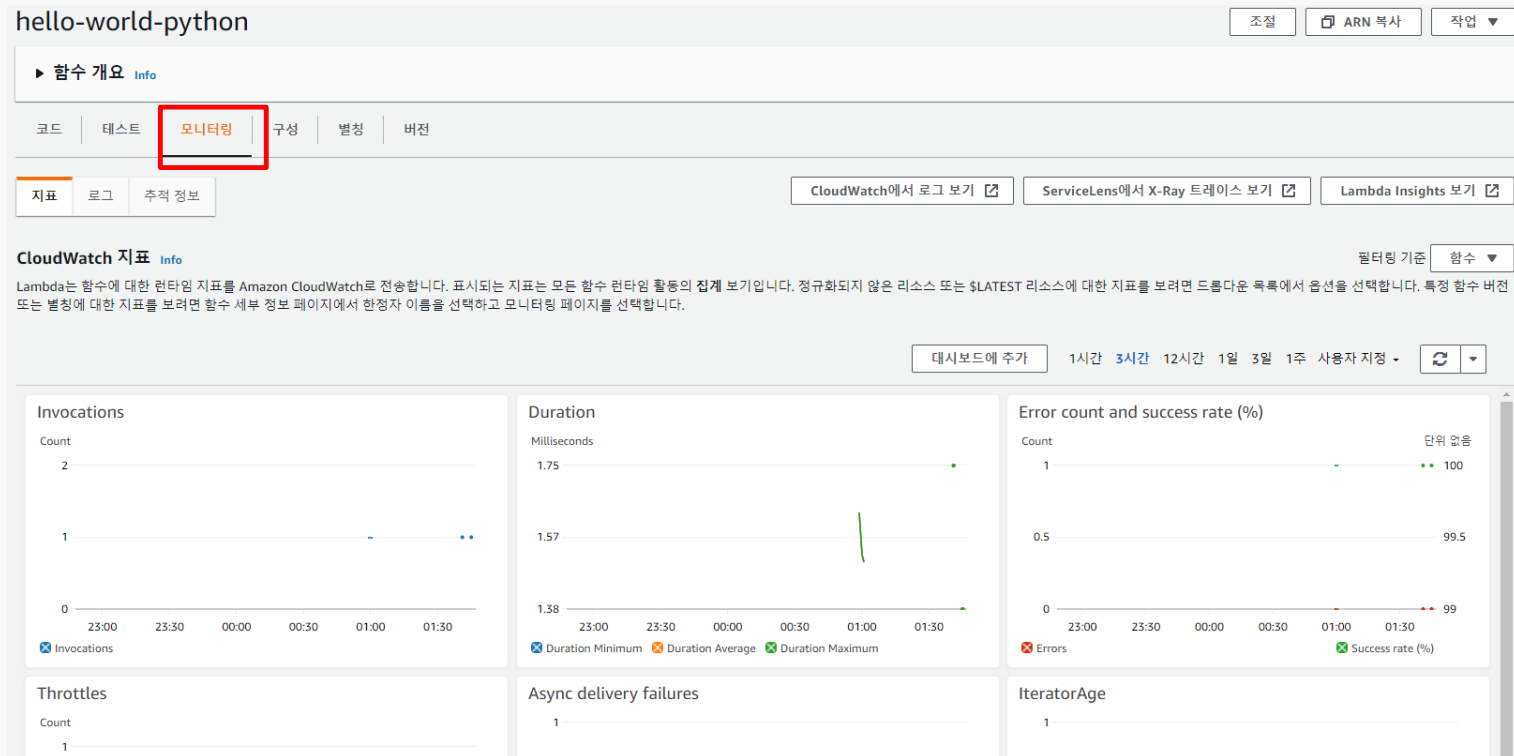 hello-world-python
조절
ARN 복사
작업
함수 개요 Info
코드
테스트
모니터링
구성
별칭
버전
지표
로그
추적 정보
CloudWatch에서 로그 보기
ServiceLens에서 X-Ray 트레이스 보기
Lambda Insights 보기
CloudWatch 지표 Info
필터링 기준
함수
Lambda는 함수에 대한 런타임 지표를 Amazon CloudWatch로 전송합니다. 표시되는 지표는 모든 함수 런타임 활동의 집계 보기입니다. 정규화되지 않은 리소스 또는 $LATEST 리소스에 대한 지표를 보려면 드롭다운 목록에서 옵션을 선택합니다. 특정 함수 버전
또는 별칭에 대한 지표를 보려면 함수 세부 정보 페이지에서 한정자 이름을 선택하고 모니터링 페이지를 선택합니다.
대시보드에 추가
1시간 3시간 12시간 1일 3일 1주 사용자 지정
Invocations
Count
2
1
0
23:00 23:30 00:00 00:30 01:00 01:30
Invocations
Duration
Milliseconds
1.75
1.57
1.38
23:00 23:30 00:00 00:30 01:00 01:30
Duration Minimum Duration Average Duration Maximum
Error count and success rate (%)
Count 단위 없음
1 100
0.5 99.5
0 99
23:00 23:30 00:00 00:30 01:00 01:30
Errors Success rate (%)
Throttles
Count
1
Async delivery failures
1
IteratorAge
1